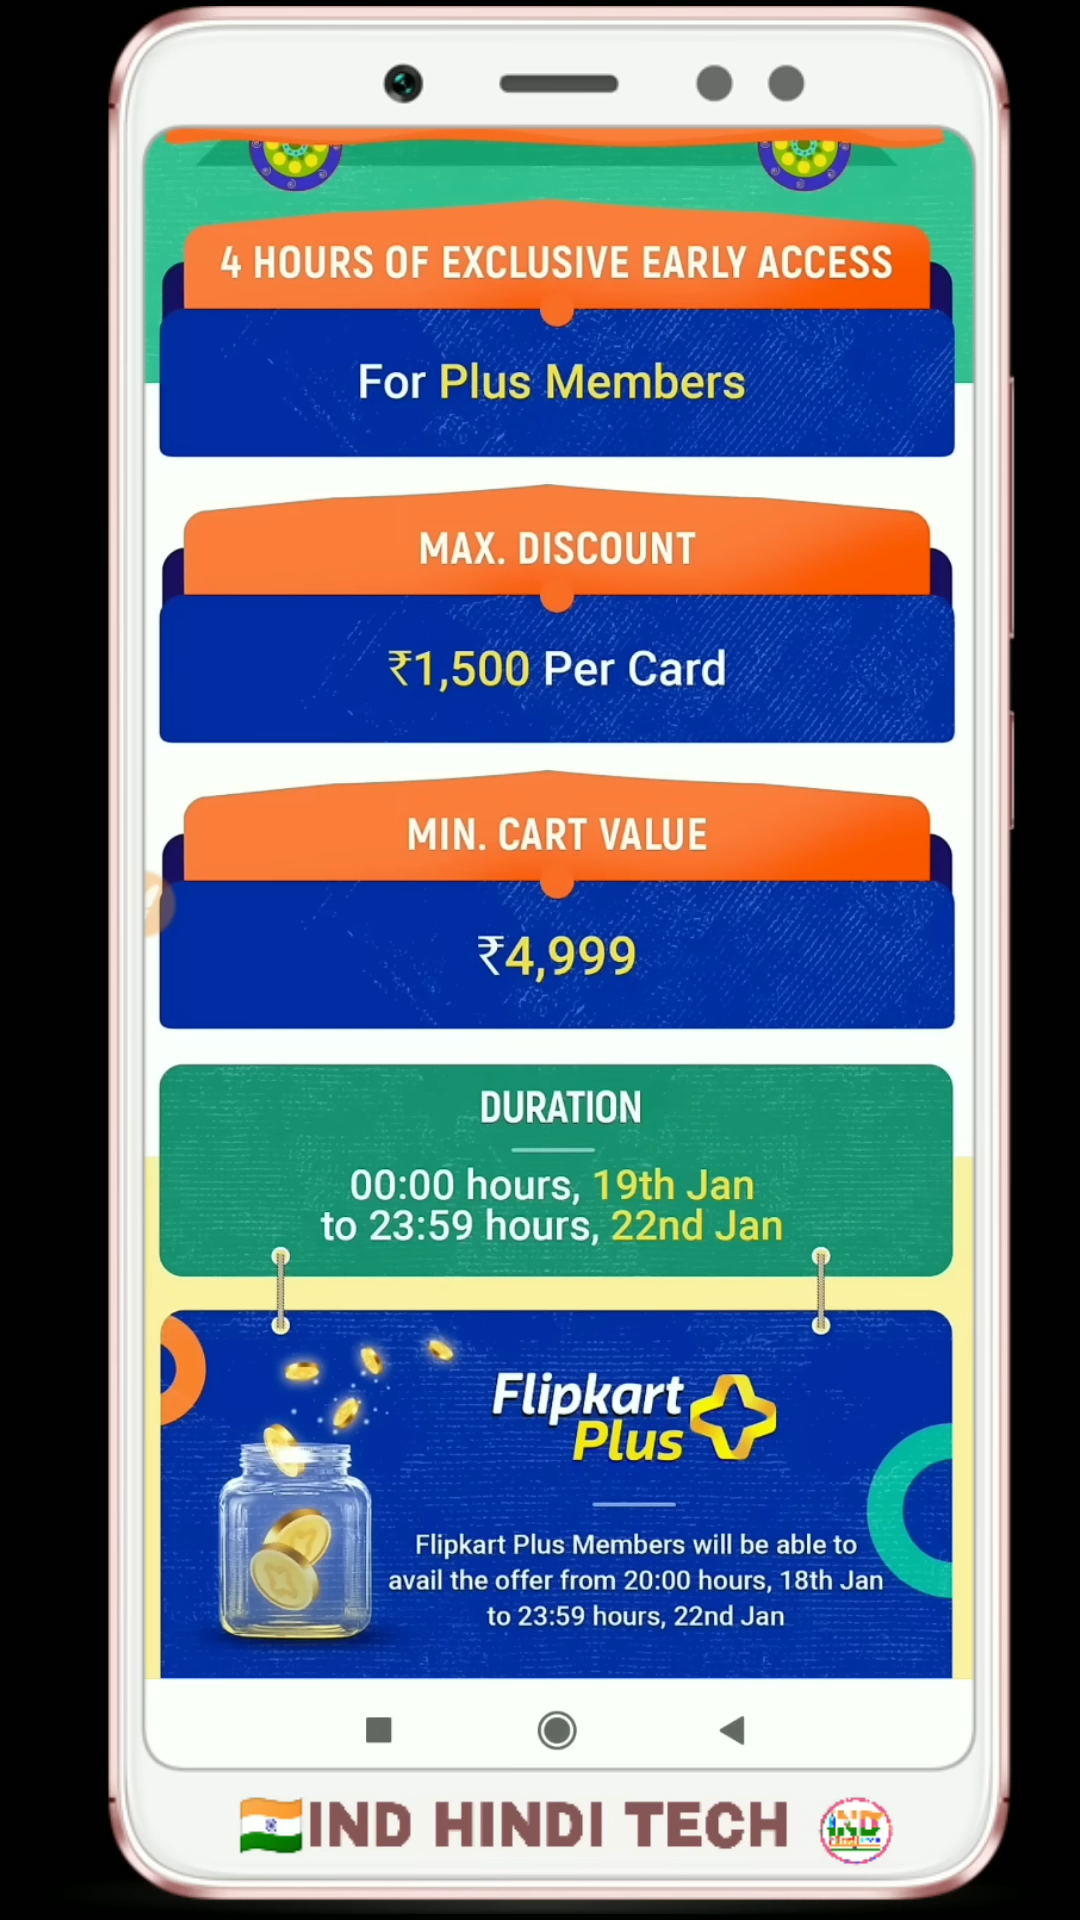 4 HOURS OF EXCLUSIVE EARLY ACCESS
For Plus Members
MAX. DISCOUNT
₹1,500 Per Card
MIN. CART VALUE
₹4,999
DURATION
00:00 hours, 19th Jan
to 23:59 hours, 22nd Jan
Flipkart
Plus
Flipkart Plus Members will be able to
avail the offer from 20:00 hours, 18th Jan
to 23:59 hours, 22nd Jan
IND HINDI TECH
IND